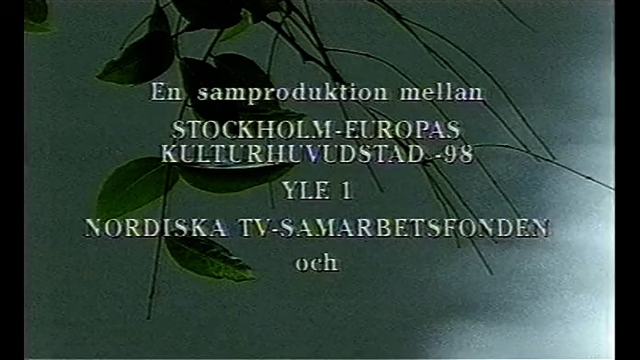 En samproduktion mellan
STOCKHOLM-EUROPAS
KULTURHUVUDSTAD -98
YLE 1
NORDISKA TV-SAMARBETSFONDEN
och